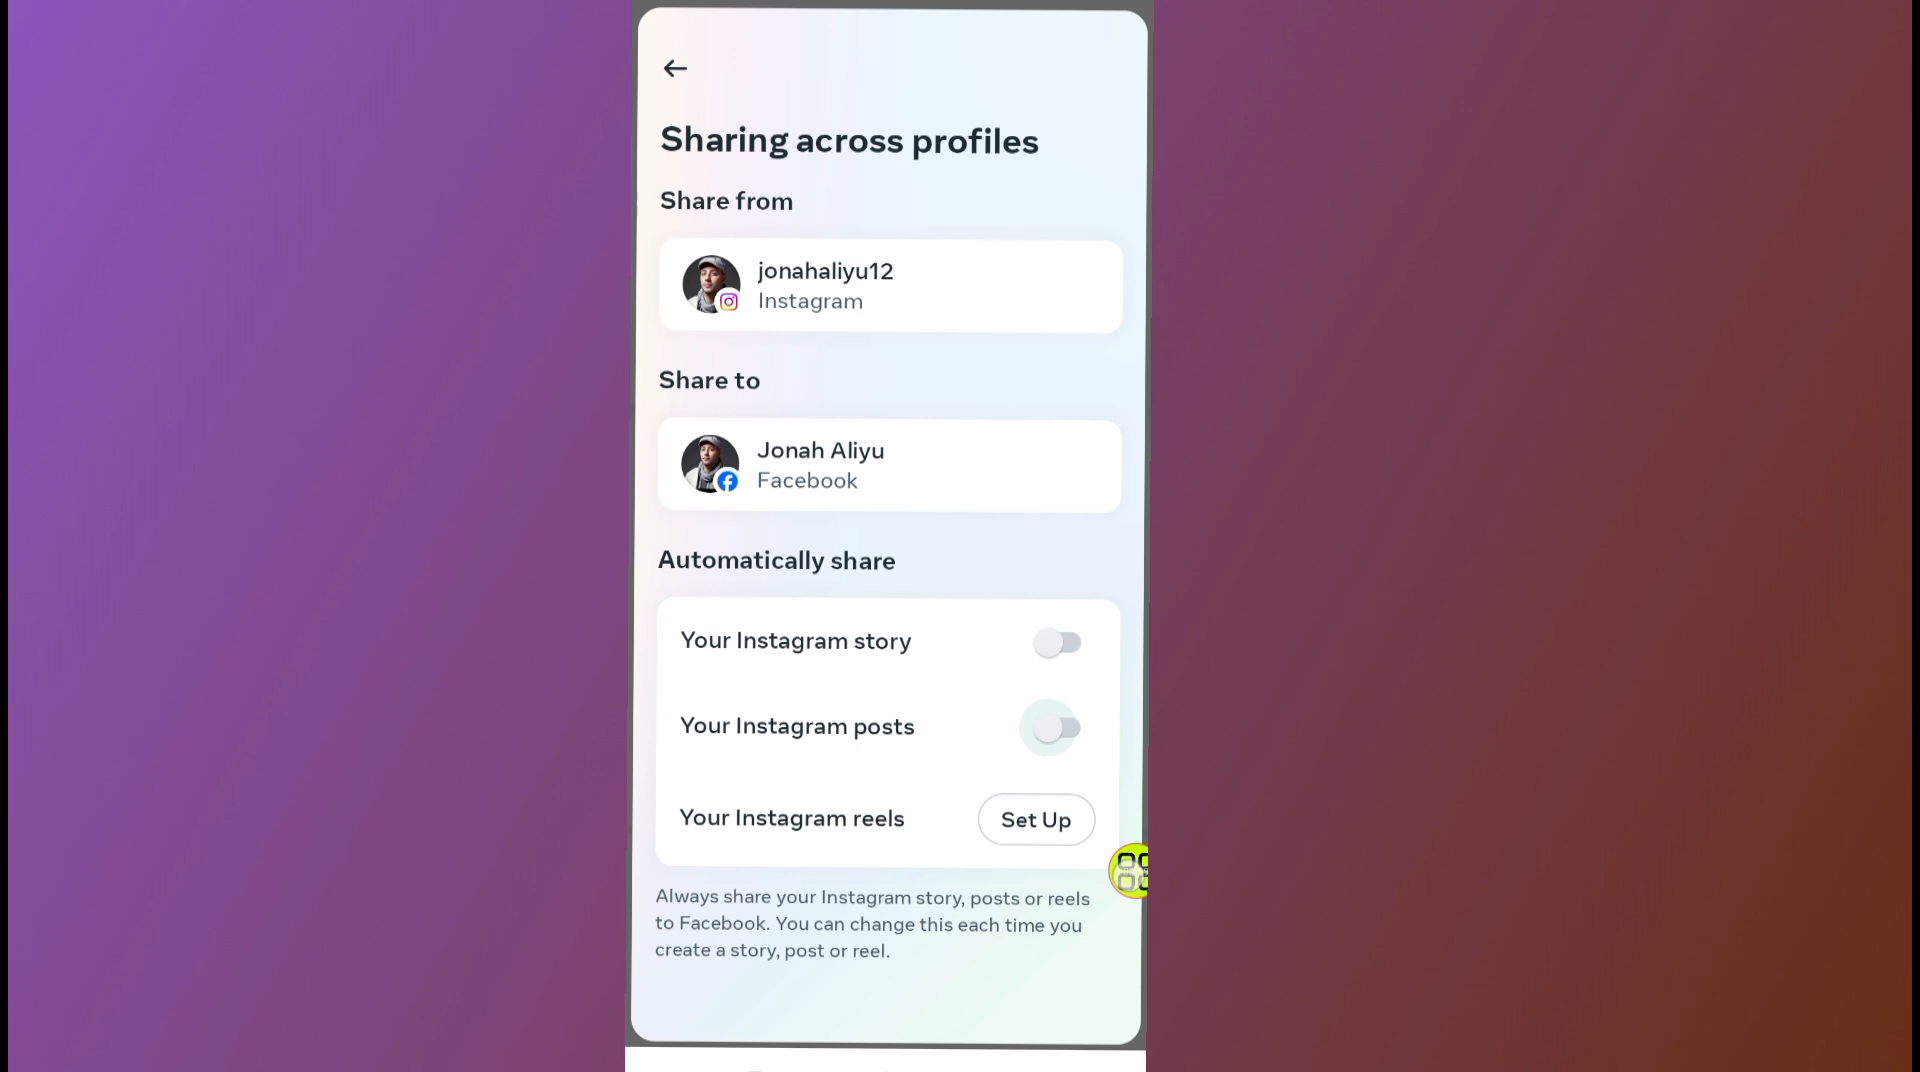 Sharing across profiles
Share from
jonahaliyu12
Instagram
Share to
Jonah Aliyu
Facebook
Automatically share
Your Instagram story
Your Instagram posts
Your Instagram reels
Set Up
Always share your Instagram story, posts or reels
to Facebook. You can change this each time you
create a story, post or reel.